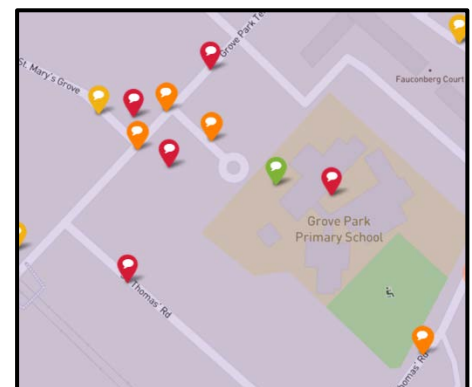 Grove Park Te
St. Mary's Grove
Fauconberg Court
Grove Park
Primary School
Thomas' Rd
Thomas' Rd